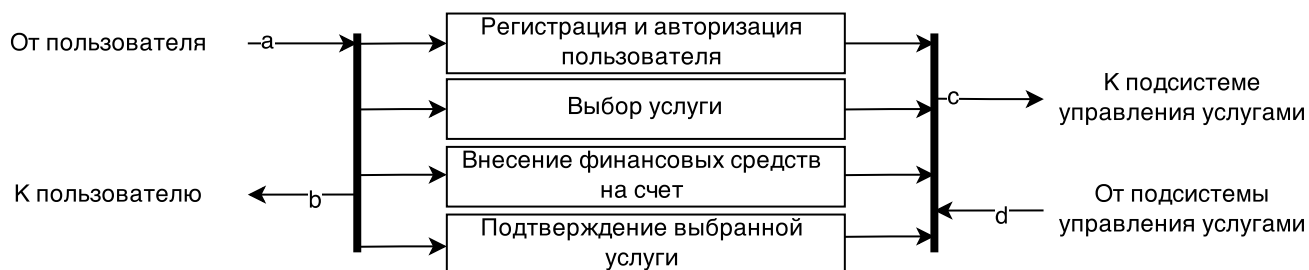 От пользователя
a
К пользователю
b
Регистрация и авторизация
пользователя
Выбор услуги
Внесение финансовых средств
на счет
Подтверждение выбранной
услуги
c
К подсистеме
управления услугами
d
От подсистемы
управления услугами